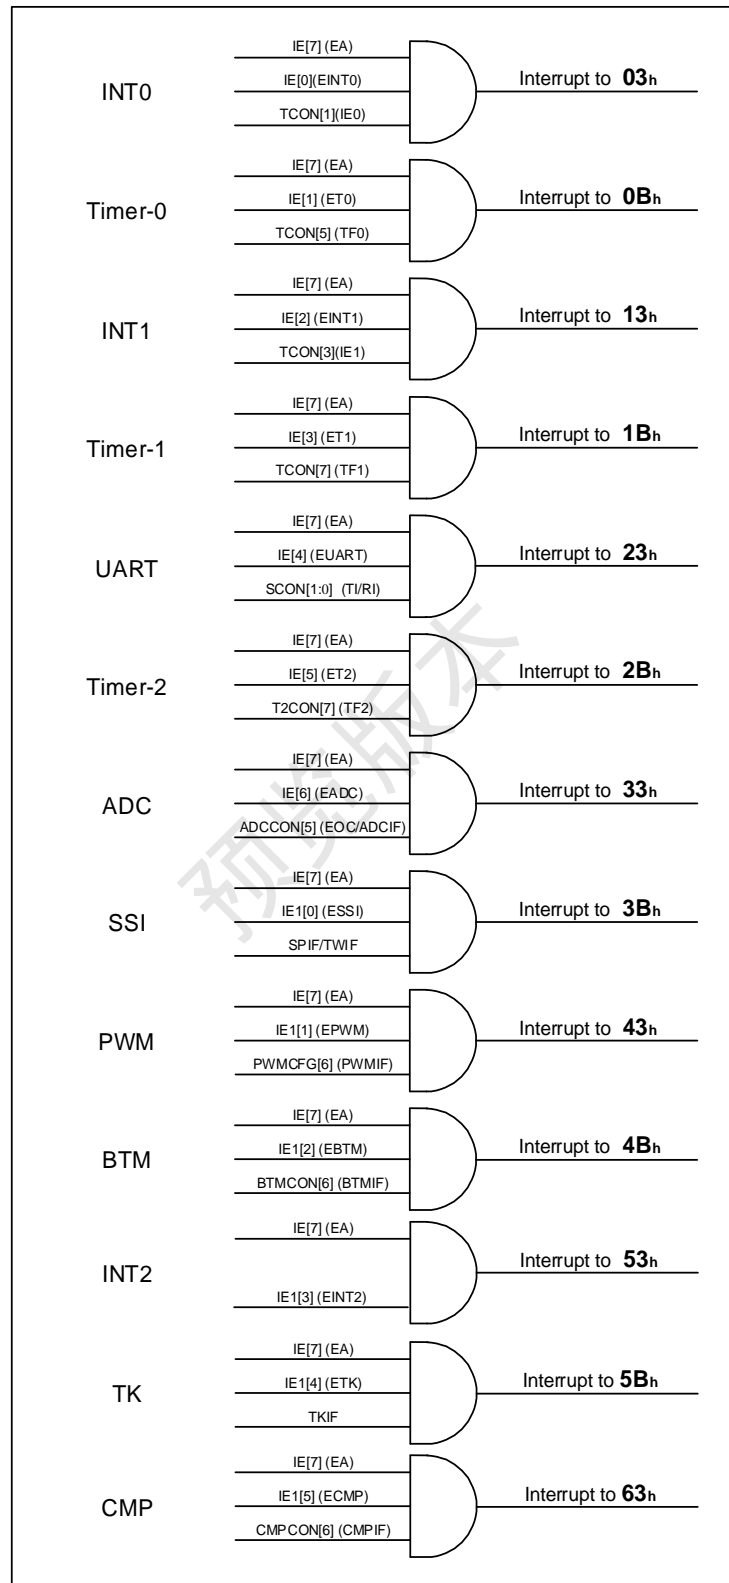 IE[7] (EA)
INT0 IE[0](EINT0) Interrupt to 03h
TCON[1](IE0)
IE[7] (EA)
Timer-0 IE[1] (ET0) Interrupt to 0Bh
TCON[5] (TF0)
IE[7] (EA)
INT1 IE[2] (EINT1) Interrupt to 13h
TCON[3](IE1)
IE[7] (EA)
Timer-1 IE[3] (ET1) Interrupt to 1Bh
TCON[7] (TF1)
IE[7] (EA)
UART IE[4] (EUART) Interrupt to 23h
SCON[1:0] (TI/RI)
IE[7] (EA)
Timer-2 IE[5] (ET2) Interrupt to 2Bh
T2CON[7] (TF2)
IE[7] (EA)
ADC IE[6] (EADC) Interrupt to 33h
ADCCON[5] (EOC/ADCIF)
预览版本
IE[7] (EA)
SSI IE1[0] (ESSI) Interrupt to 3Bh
SPIF/TWIF
IE[7] (EA)
PWM IE1[1] (EPWM) Interrupt to 43h
PWMCFG[6] (PWMIF)
IE[7] (EA)
BTM IE1[2] (EBTM) Interrupt to 4Bh
BTMCON[6] (BTMIF)
IE[7] (EA)
INT2 Interrupt to 53h
IE1[3] (EINT2)
IE[7] (EA)
TK IE1[4] (ETK) Interrupt to 5Bh
TKIF
IE[7] (EA)
CMP IE1[5] (ECMP) Interrupt to 63h
CMPCON[6] (CMPIF)